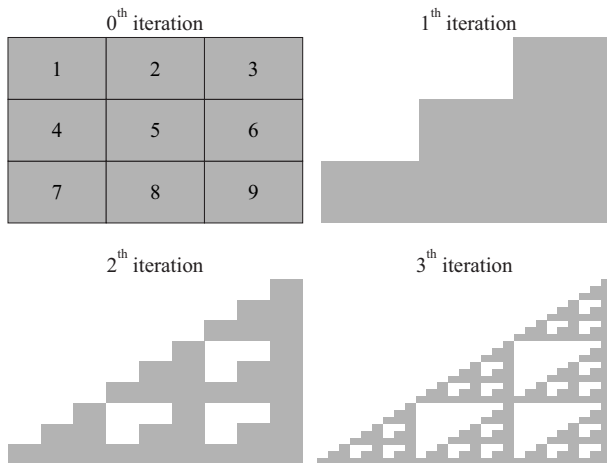 0th iteration
1th iteration
1 2 3
4 5 6
7 8 9
2th iteration
3th iteration